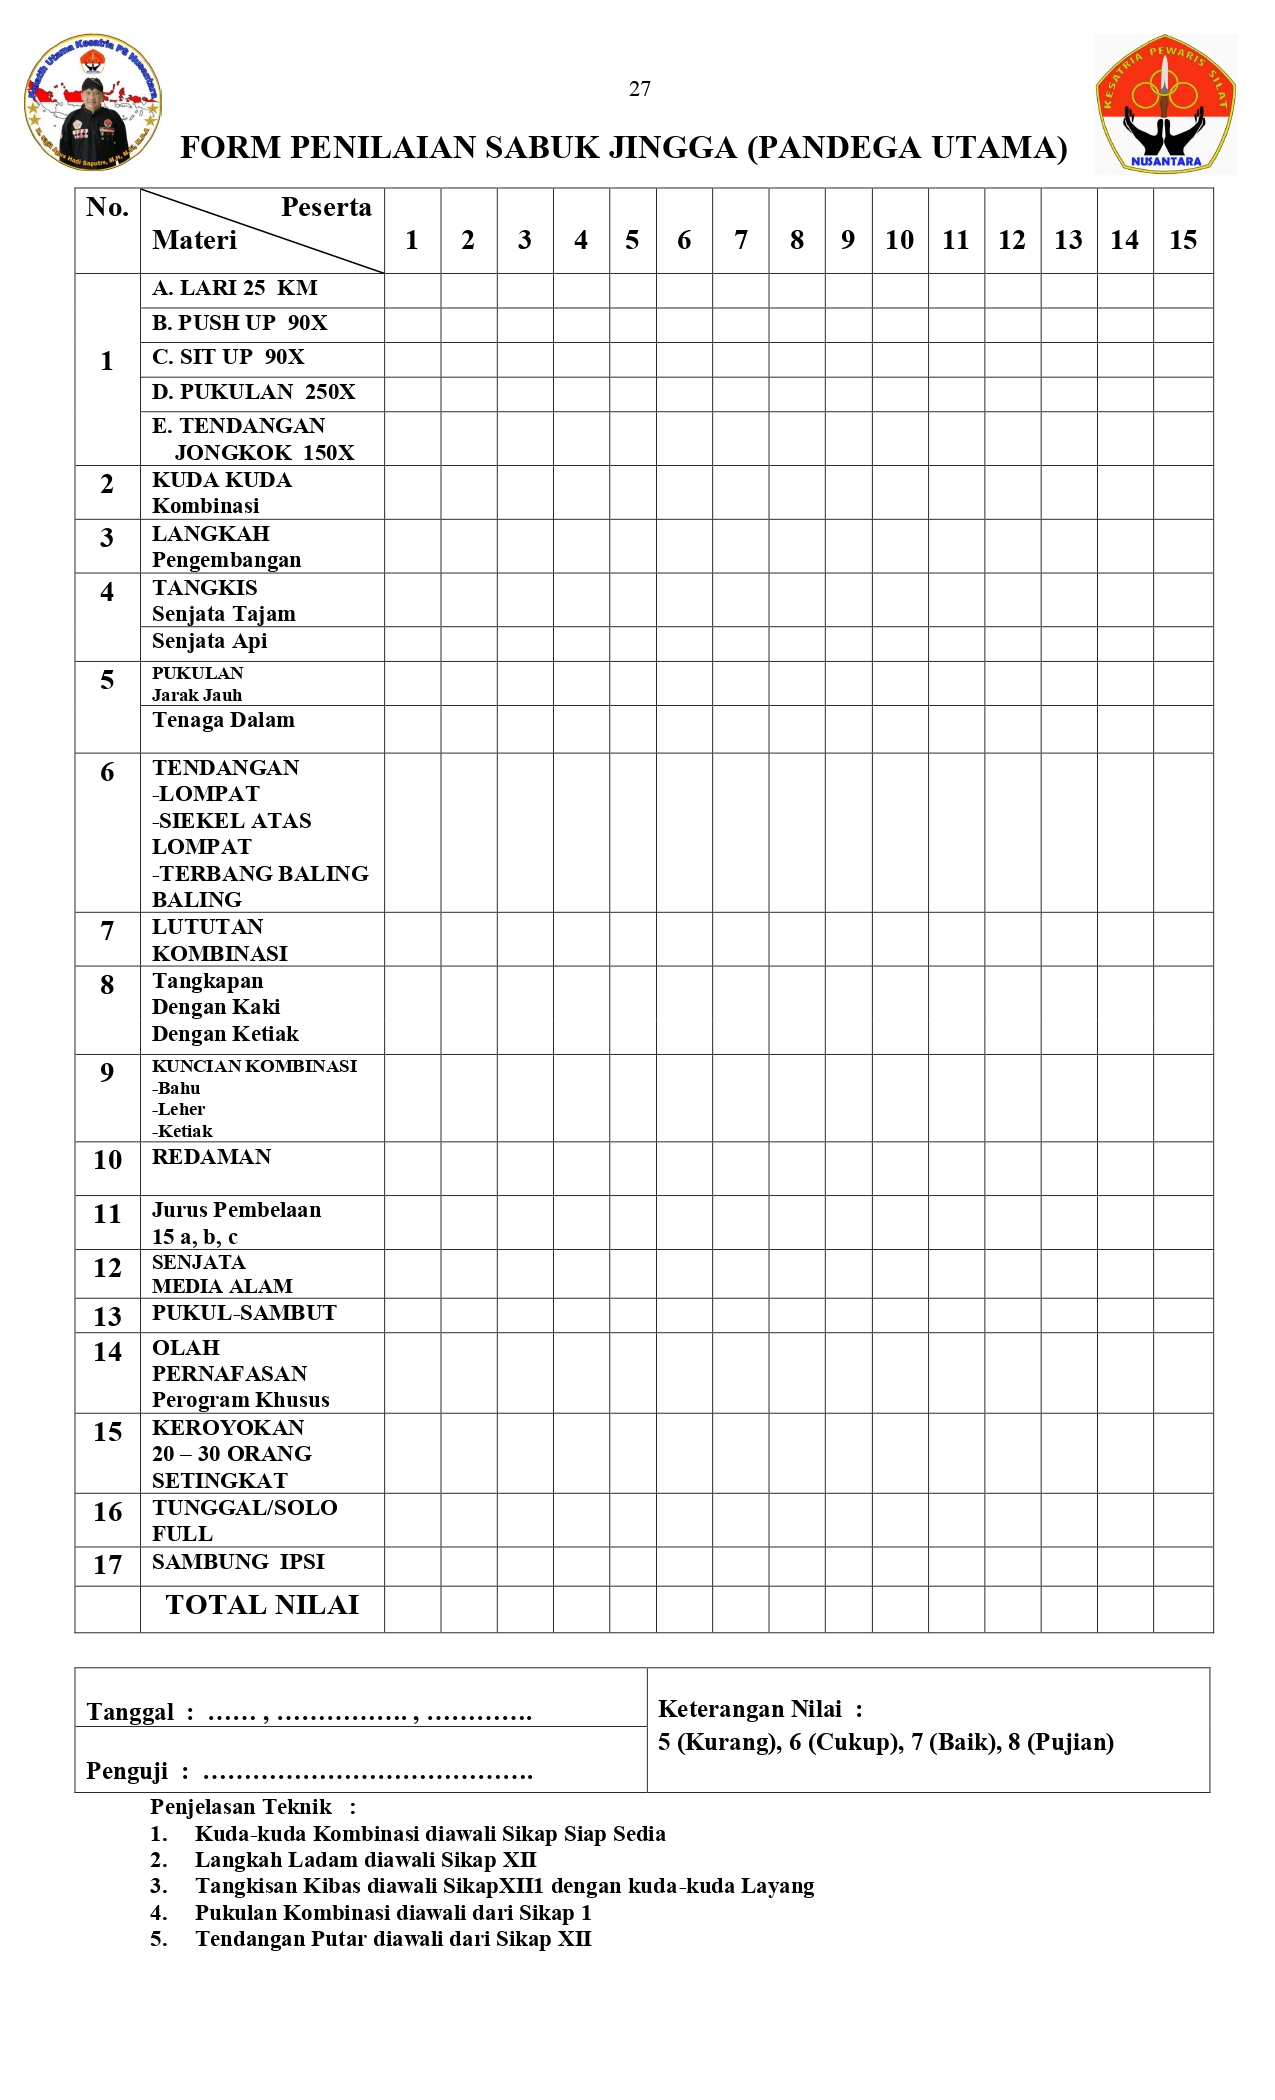 27
Pelatih Utama Kesatria PS Nusantara
KESATRIA PEWARIS SILAT
NUSANTARA
FORM PENILAIAN SABUK JINGGA (PANDEGA UTAMA)
No.
Peserta
Materi
1 2 3 4 5 6 7 8 9 10 11 12 13 14 15
1
A. LARI 25 KM
B. PUSH UP 90X
C. SIT UP 90X
D. PUKULAN 250X
E. TENDANGAN
JONGKOK 150X
2 KUDA KUDA
Kombinasi
3 LANGKAH
Pengembangan
4 TANGKIS
Senjata Tajam
Senjata Api
5 PUKULAN
Jarak Jauh
Tenaga Dalam
6 TENDANGAN
-LOMPAT
-SIEKEL ATAS
LOMPAT
-TERBANG BALING
BALING
7 LUTUTAN
KOMBINASI
8 Tangkapan
Dengan Kaki
Dengan Ketiak
9 KUNCIAN KOMBINASI
-Bahu
-Leher
-Ketiak
10 REDAMAN
11 Jurus Pembelaan
15 a, b, c
12 SENJATA
MEDIA ALAM
13 PUKUL-SAMBUT
14 OLAH
PERNAFASAN
Perogram Khusus
15 KEROYOKAN
20 – 30 ORANG
SETINGKAT
16 TUNGGAL/SOLO
FULL
17 SAMBUNG IPSI
TOTAL NILAI
Tanggal : …… , ……………. , ………….
Penguji : ………………………………….
Keterangan Nilai :
5 (Kurang), 6 (Cukup), 7 (Baik), 8 (Pujian)
Penjelasan Teknik :
1. Kuda-kuda Kombinasi diawali Sikap Siap Sedia
2. Langkah Ladam diawali Sikap XII
3. Tangkisan Kibas diawali SikapXII1 dengan kuda-kuda Layang
4. Pukulan Kombinasi diawali dari Sikap 1
5. Tendangan Putar diawali dari Sikap XII